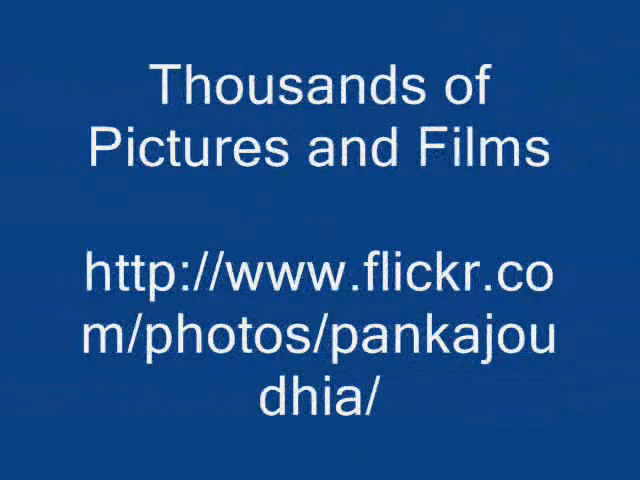 Thousands of
Pictures and Films
http://www.flickr.co
m/photos/pankajou
dhia/